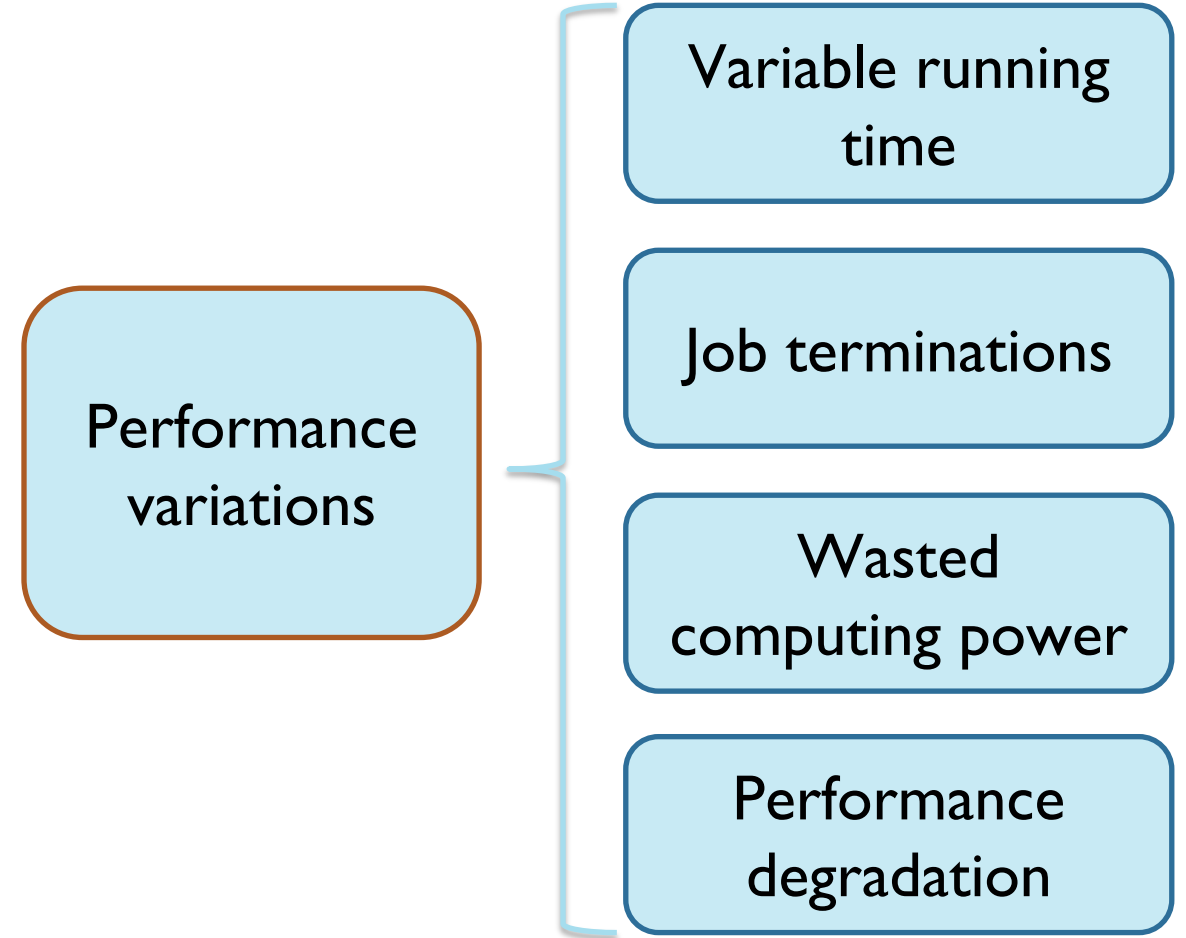 Performance
variations
Variable running
time
Job terminations
Wasted
computing power
Performance
degradation